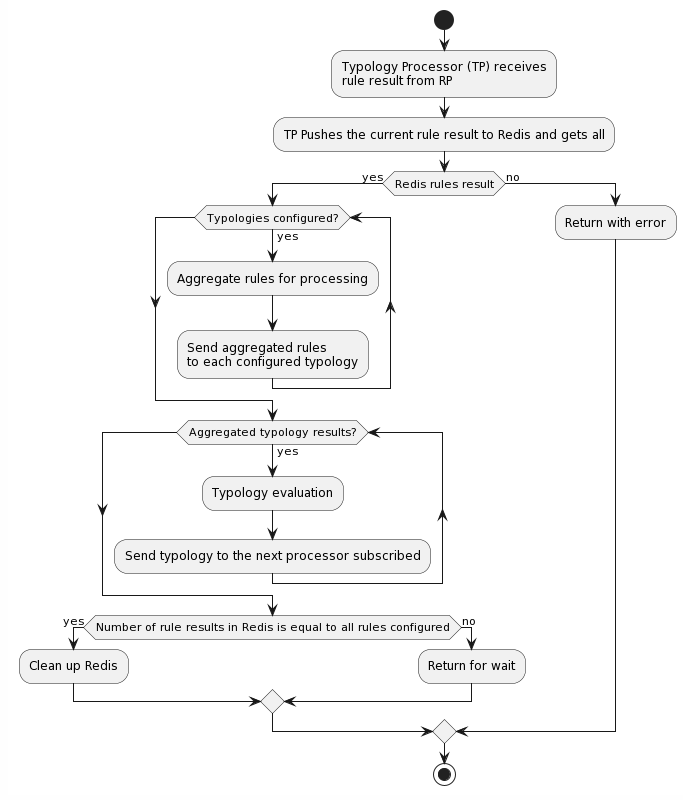 Typology Processor (TP) receives
rule result from RP
TP Pushes the current rule result to Redis and gets all
yes
Redis rules result
no
Typologies configured?
Return with error
yes
Aggregate rules for processing
Send aggregated rules
to each configured typology
Aggregated typology results?
yes
Typology evaluation
Send typology to the next processor subscribed
yes
Number of rule results in Redis is equal to all rules configured
no
Clean up Redis
Return for wait